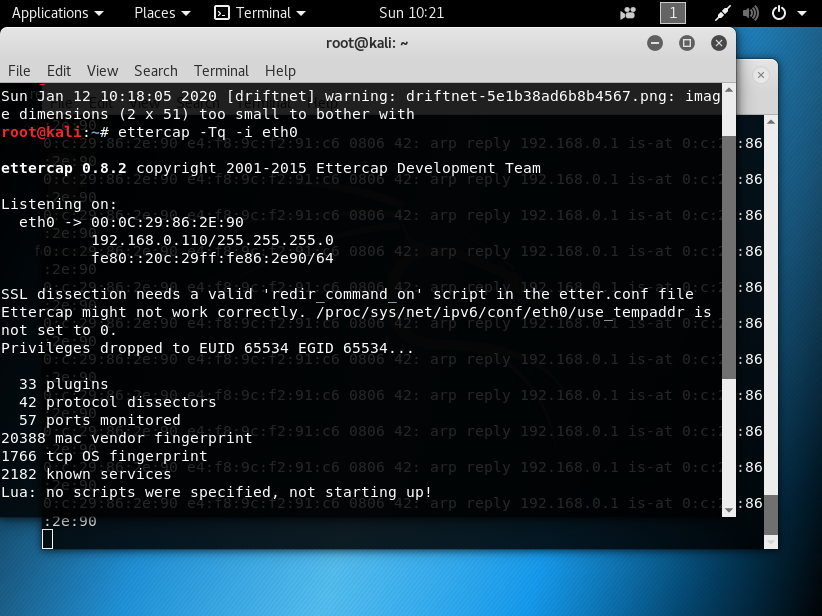 Applications Places Terminal Sun 10:21 1
root@kali: ~
File Edit View Search Terminal Help
Sun Jan 12 10:18:05 2020 [driftnet] warning: driftnet-5e1b38ad6b8b4567.png: imag
e dimensions (2 x 51) too small to bother with
root@kali:~# ettercap -Tq -i eth0
ettercap 0.8.2 copyright 2001-2015 Ettercap Development Team
Listening on:
eth0 -> 00:0C:29:86:2E:90
192.168.0.110/255.255.255.0
fe80::20c:29ff:fe86:2e90/64
SSL dissection needs a valid 'redir_command_on' script in the etter.conf file
Ettercap might not work correctly. /proc/sys/net/ipv6/conf/eth0/use_tempaddr is
not set to 0.
Privileges dropped to EUID 65534 EGID 65534...
33 plugins
42 protocol dissectors
57 ports monitored
20388 mac vendor fingerprint
1766 tcp OS fingerprint
2182 known services
Lua: no scripts were specified, not starting up!
0:c:29:86:2e:90 e4:f8:9c:f2:91:c6 0806 42: arp reply 192.168.0.1 is-at 0:c:29:86
:2e:90